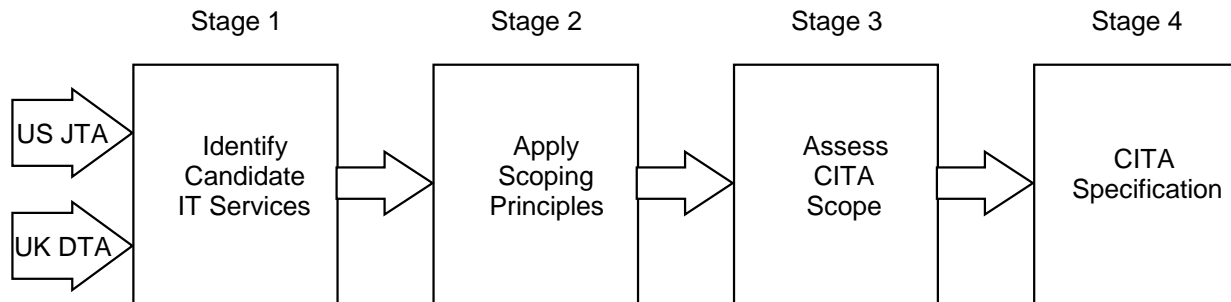 Stage 1
Stage 2
Stage 3
Stage 4
US JTA
UK DTA
Identify
Candidate
IT Services
Apply
Scoping
Principles
Assess
CITA
Scope
CITA
Specification